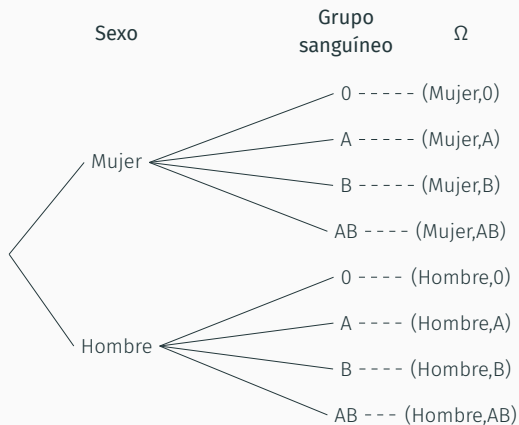 Sexo
Grupo
sanguíneo
Ω
Mujer
0
(Mujer,0)
A
(Mujer,A)
B
(Mujer,B)
AB
(Mujer,AB)
Hombre
0
(Hombre,0)
A
(Hombre,A)
B
(Hombre,B)
AB
(Hombre,AB)